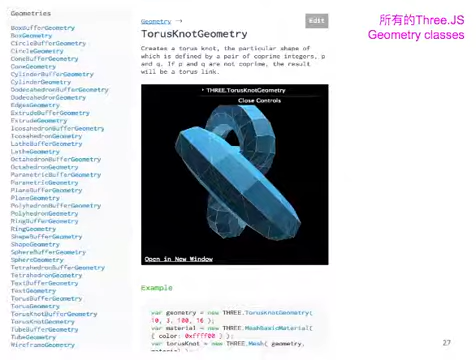 Geometries
BoxBufferGeometry
BoxGeometry
CircleBufferGeometry
CircleGeometry
ConeBufferGeometry
ConeGeometry
CylinderBufferGeometry
CylinderGeometry
DodecahedronBufferGeometry
DodecahedronGeometry
EdgesGeometry
ExtrudeBufferGeometry
ExtrudeGeometry
IcosahedronBufferGeometry
IcosahedronGeometry
LatheBufferGeometry
LatheGeometry
OctahedronBufferGeometry
OctahedronGeometry
ParametricBufferGeometry
ParametricGeometry
PlaneBufferGeometry
PlaneGeometry
PolyhedronBufferGeometry
PolyhedronGeometry
RingBufferGeometry
RingGeometry
ShapeBufferGeometry
ShapeGeometry
SphereBufferGeometry
SphereGeometry
TetrahedronBufferGeometry
TetrahedronGeometry
TextBufferGeometry
TextGeometry
TorusBufferGeometry
TorusGeometry
TorusKnotBufferGeometry
TorusKnotGeometry
TubeBufferGeometry
TubeGeometry
WireframeGeometry
Geometry →
Edit
TorusKnotGeometry
Creates a torus knot, the particular shape of
which is defined by a pair of coprime integers, p
and q. If p and q are not coprime, the result
will be a torus link.
THREE.TorusKnotGeometry
Close Controls
Open in New Window
Example
var geometry = new THREE.TorusKnotGeometry(
10, 3, 100, 16 );
var material = new THREE.MeshBasicMaterial(
{ color: 0xffff00 } );
var torusKnot = new THREE.Mesh( geometry,
material );
所有的Three.JS
Geometry classes
27